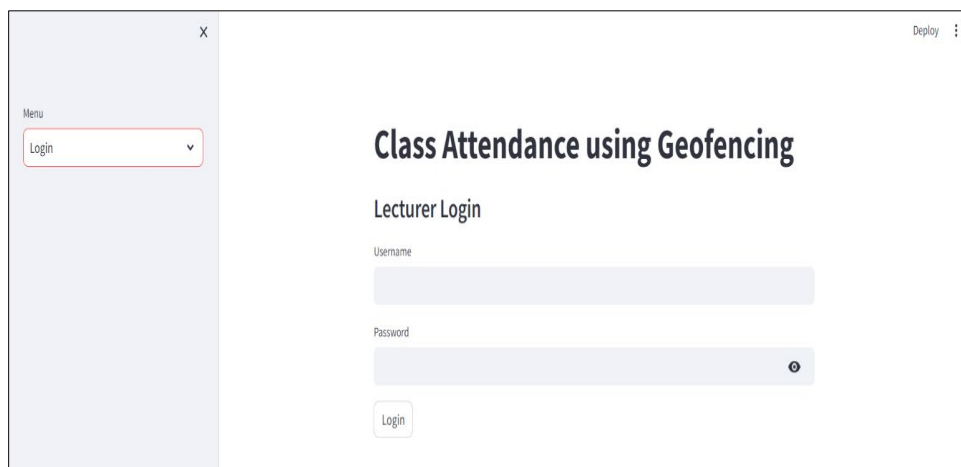 X
Deploy
Menu
Login
Class Attendance using Geofencing
Lecturer Login
Username
Password
Login